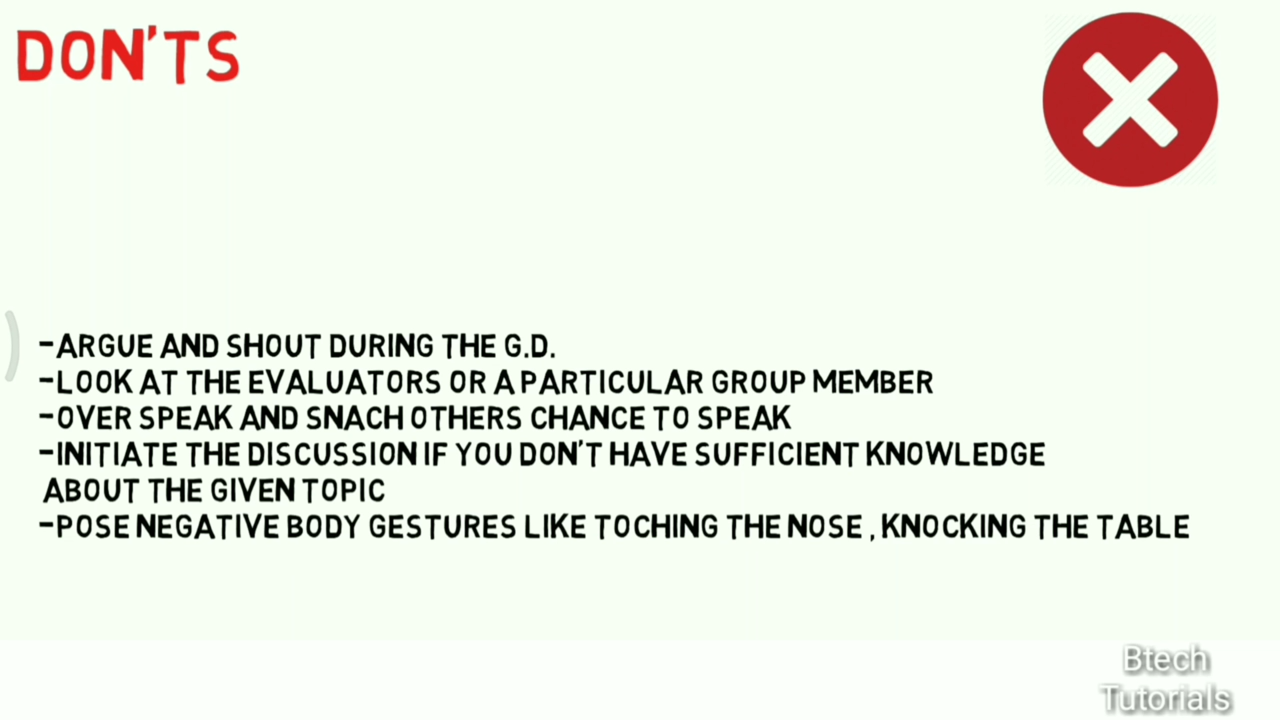 DON'TS
-ARGUE AND SHOUT DURING THE G.D.
-LOOK AT THE EVALUATORS OR A PARTICULAR GROUP MEMBER
-OVER SPEAK AND SNACH OTHERS CHANCE TO SPEAK
-INITIATE THE DISCUSSION IF YOU DON'T HAVE SUFFICIENT KNOWLEDGE
ABOUT THE GIVEN TOPIC
-POSE NEGATIVE BODY GESTURES LIKE TOCHING THE NOSE , KNOCKING THE TABLE
Btech
Tutorials